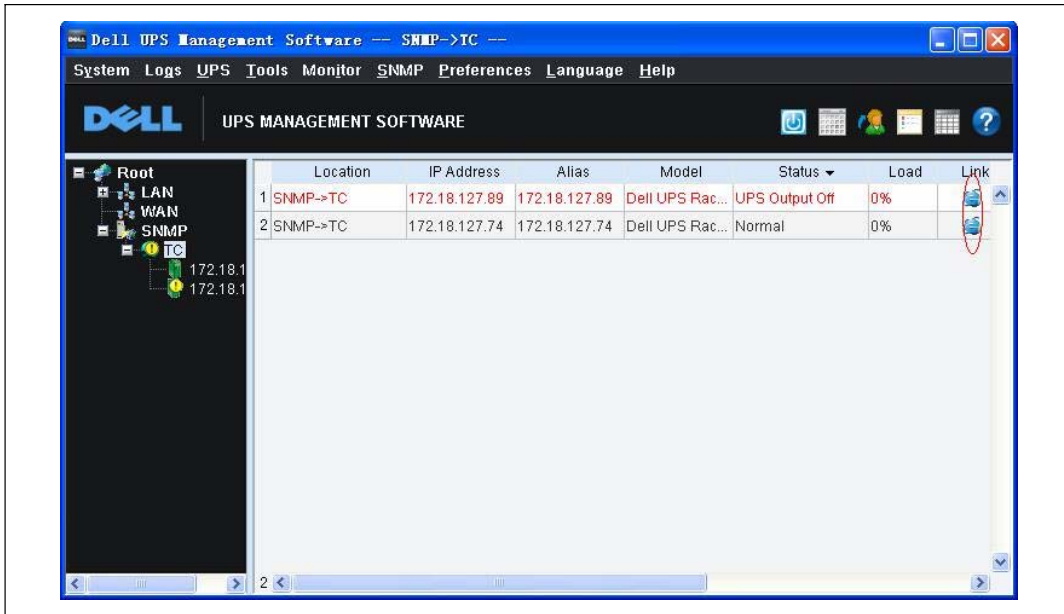 Dell UPS Management Software -- SNMP->TC --
System Logs UPS Tools Monitor SNMP Preferences Language Help
DELL UPS MANAGEMENT SOFTWARE
Root
LAN
WAN
SNMP
TC
172.18.1
172.18.1
Location IP Address Alias Model Status Load Link
1 SNMP->TC 172.18.127.89 172.18.127.89 Dell UPS Rac... UPS Output Off 0%
2 SNMP->TC 172.18.127.74 172.18.127.74 Dell UPS Rac... Normal 0%
2